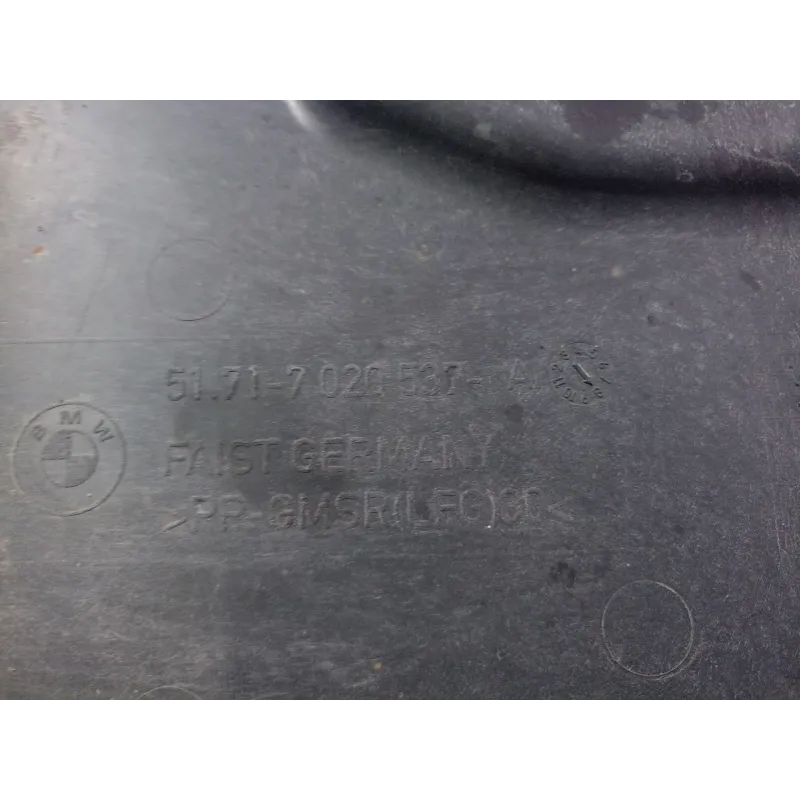 51.71-7 020 537- A
BMW
FAIST GERMANY
>PP-GMSR(LFC)30<